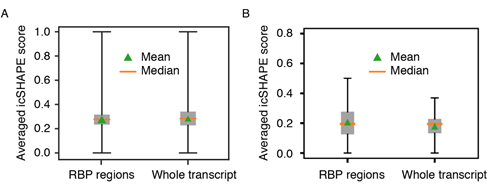 A
Averaged icSHAPE score
1.0
0.8
0.6
0.4
0.2
0.0
Mean
Median
RBP regions
Whole transcript
B
Averaged icSHAPE score
0.8
0.6
0.4
0.2
0.0
Mean
Median
RBP regions
Whole transcript